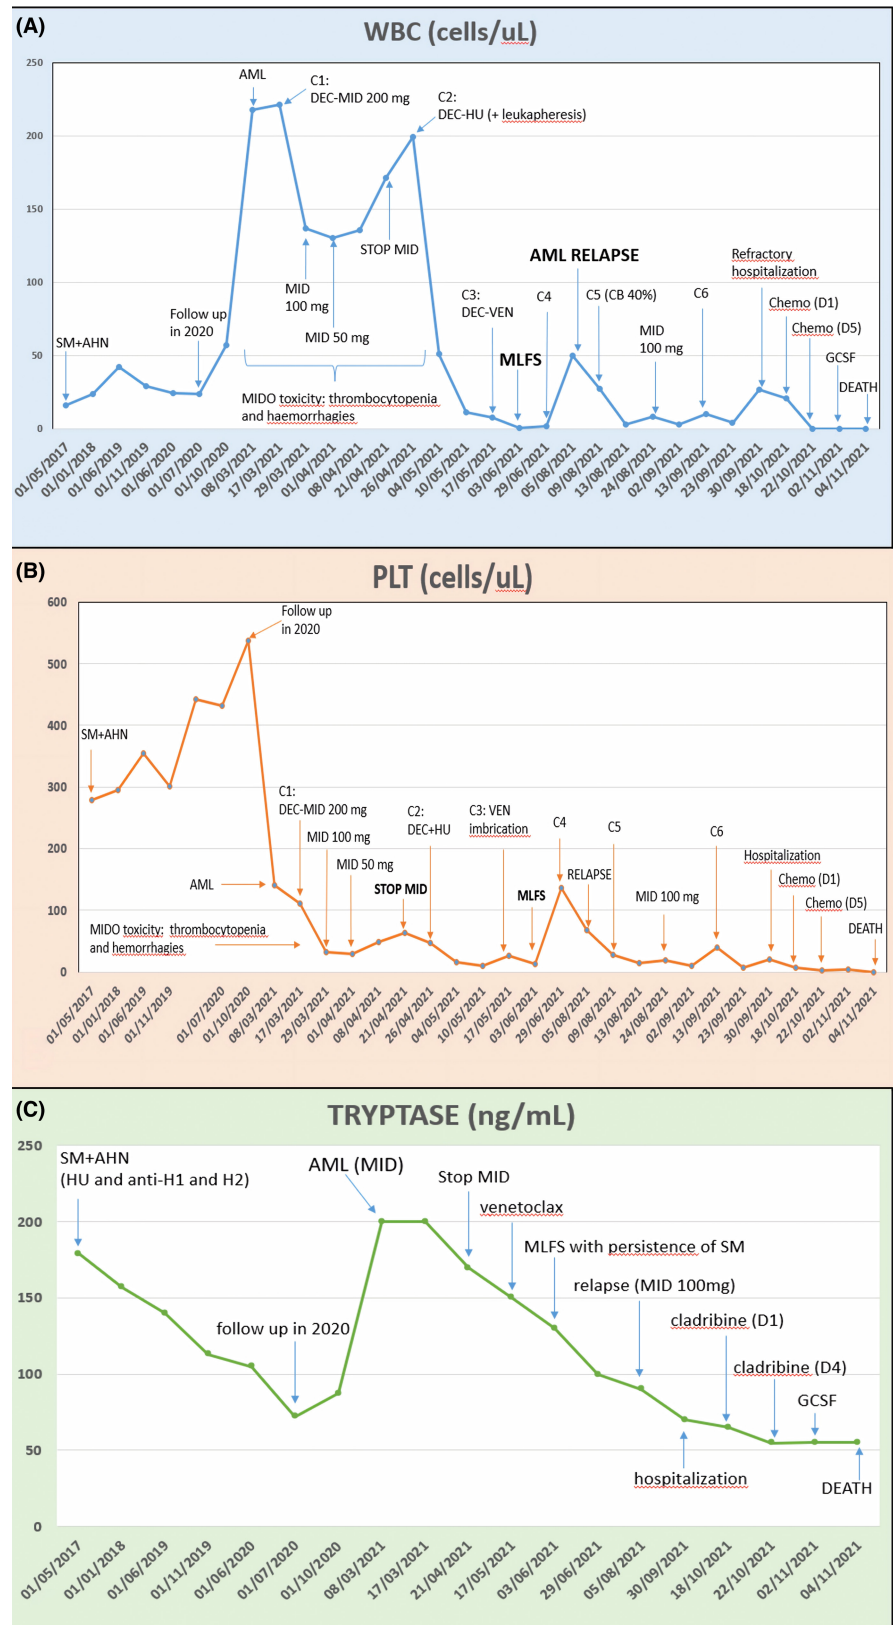 (A)
WBC (cells/uL)
250
200
150
100
50
0
AML
C1:
DEC-MID 200 mg
C2:
DEC-HU (+ leukapheresis)
STOP MID
MID
100 mg
MID 50 mg
SM+AHN
Follow up
in 2020
MIDO toxicity: thrombocytopenia
and haemorrhagies
C3:
DEC-VEN
MLFS
C4
AML RELAPSE
C5 (CB 40%)
MID
100 mg
C6
Refractory
hospitalization
Chemo (D1)
Chemo (D5)
GCSF
DEATH
01/05/2017
01/01/2018
01/06/2019
01/11/2019
01/06/2020
01/07/2020
01/10/2020
08/03/2021
17/03/2021
29/03/2021
01/04/2021
08/04/2021
21/04/2021
26/04/2021
04/05/2021
10/05/2021
17/05/2021
03/06/2021
29/06/2021
05/08/2021
09/08/2021
13/08/2021
24/08/2021
02/09/2021
13/09/2021
23/09/2021
30/09/2021
18/10/2021
22/10/2021
02/11/2021
04/11/2021
(B)
PLT (cells/uL)
600
500
400
300
200
100
0
Follow up
in 2020
SM+AHN
C1:
DEC-MID 200 mg
MID 100 mg
MID 50 mg
AML
STOP MID
C2:
DEC+HU
C3: VEN
imbrication
MLFS
C4
RELAPSE
C5
MID 100 mg
C6
Hospitalization
Chemo (D1)
Chemo (D5)
DEATH
MIDO toxicity: thrombocytopenia
and hemorrhagies
01/05/2017
01/01/2018
01/06/2019
01/11/2019
01/07/2020
01/10/2020
08/03/2021
17/03/2021
29/03/2021
01/04/2021
08/04/2021
21/04/2021
26/04/2021
04/05/2021
10/05/2021
17/05/2021
03/06/2021
29/06/2021
05/08/2021
09/08/2021
13/08/2021
24/08/2021
02/09/2021
13/09/2021
23/09/2021
30/09/2021
18/10/2021
22/10/2021
02/11/2021
04/11/2021
(C)
TRYPTASE (ng/mL)
250
200
150
100
50
0
SM+AHN
(HU and anti-H1 and H2)
AML (MID)
Stop MID
venetoclax
MLFS with persistence of SM
relapse (MID 100mg)
follow up in 2020
cladribine (D1)
cladribine (D4)
GCSF
hospitalization
DEATH
01/05/2017
01/01/2018
01/06/2019
01/11/2019
01/06/2020
01/07/2020
01/10/2020
08/03/2021
17/03/2021
21/04/2021
17/05/2021
03/06/2021
29/06/2021
05/08/2021
30/09/2021
18/10/2021
22/10/2021
02/11/2021
04/11/2021